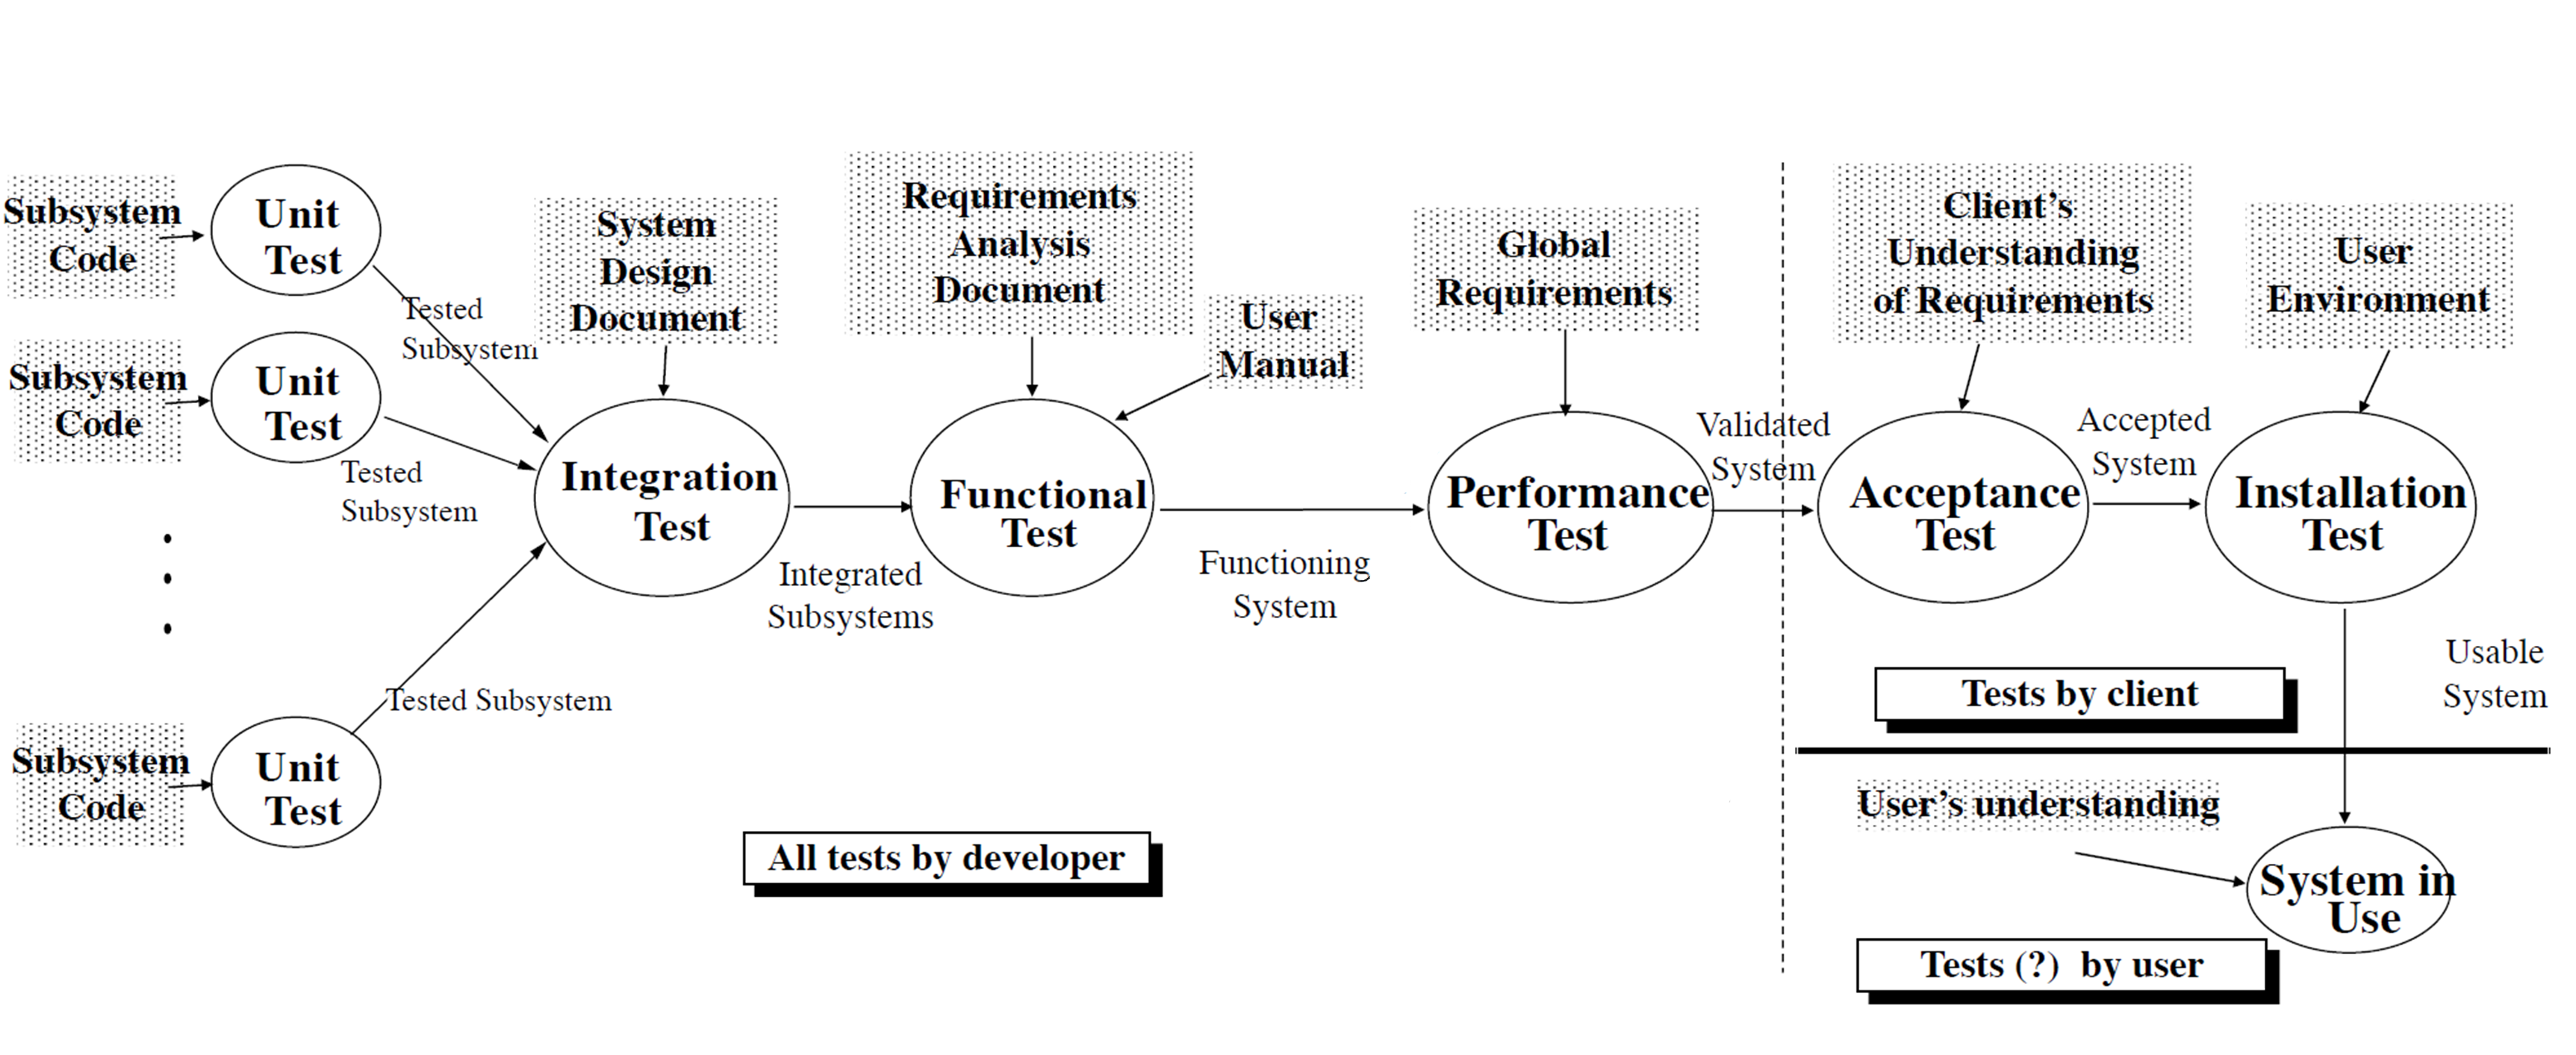 Subsystem
Code
Unit
Test
Tested
Subsystem
Subsystem
Code
Unit
Test
Tested
Subsystem
Subsystem
Code
Unit
Test
Tested Subsystem
System
Design
Document
Integration
Test
Integrated
Subsystems
Requirements
Analysis
Document
User
Manual
Functional
Test
Functioning
System
Global
Requirements
Performance
Test
Validated
System
All tests by developer
Client's
Understanding
of Requirements
Acceptance
Test
Accepted
System
User
Environment
Installation
Test
Usable
System
Tests by client
User's understanding
System in
Use
Tests (?) by user